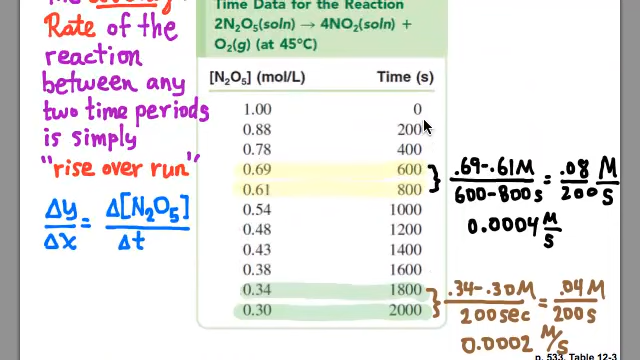 Rate of the
reaction
between any
two time periods
is simply
"rise over run"
Δy/Δx = Δ[N₂O₅]/Δt
Time Data for the Reaction
2N₂O₅(soln) → 4NO₂(soln) +
O₂(g) (at 45°C)
[N₂O₅] (mol/L) Time (s)
1.00 0
0.88 200
0.78 400
0.69 600
0.61 800
0.54 1000
0.48 1200
0.43 1400
0.38 1600
0.34 1800
0.30 2000
.69-.61M/600-800s = .08/200 M/s
0.0004 M/s
.34-.30M/200sec = .04M/200s
0.0002 M/s
p. 533, Table 12-3